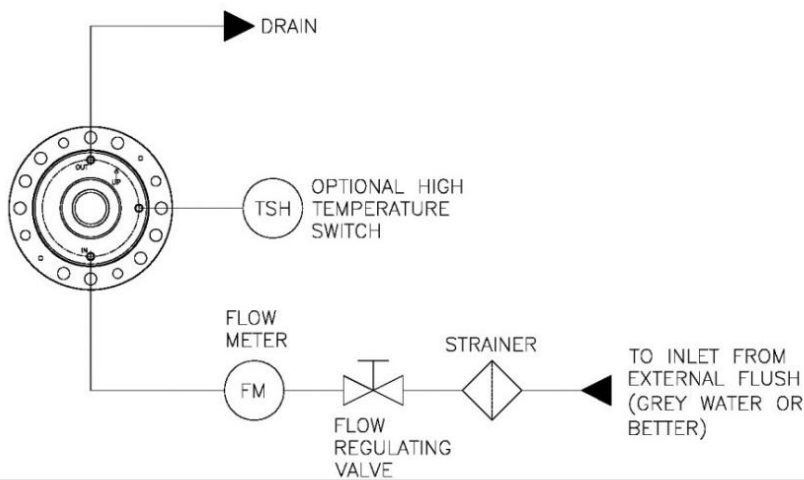 DRAIN
OUT
UP
TSH
OPTIONAL HIGH
TEMPERATURE
SWITCH
IN
FLOW
METER
FM
FLOW
REGULATING
VALVE
STRAINER
TO INLET FROM
EXTERNAL FLUSH
(GREY WATER OR
BETTER)